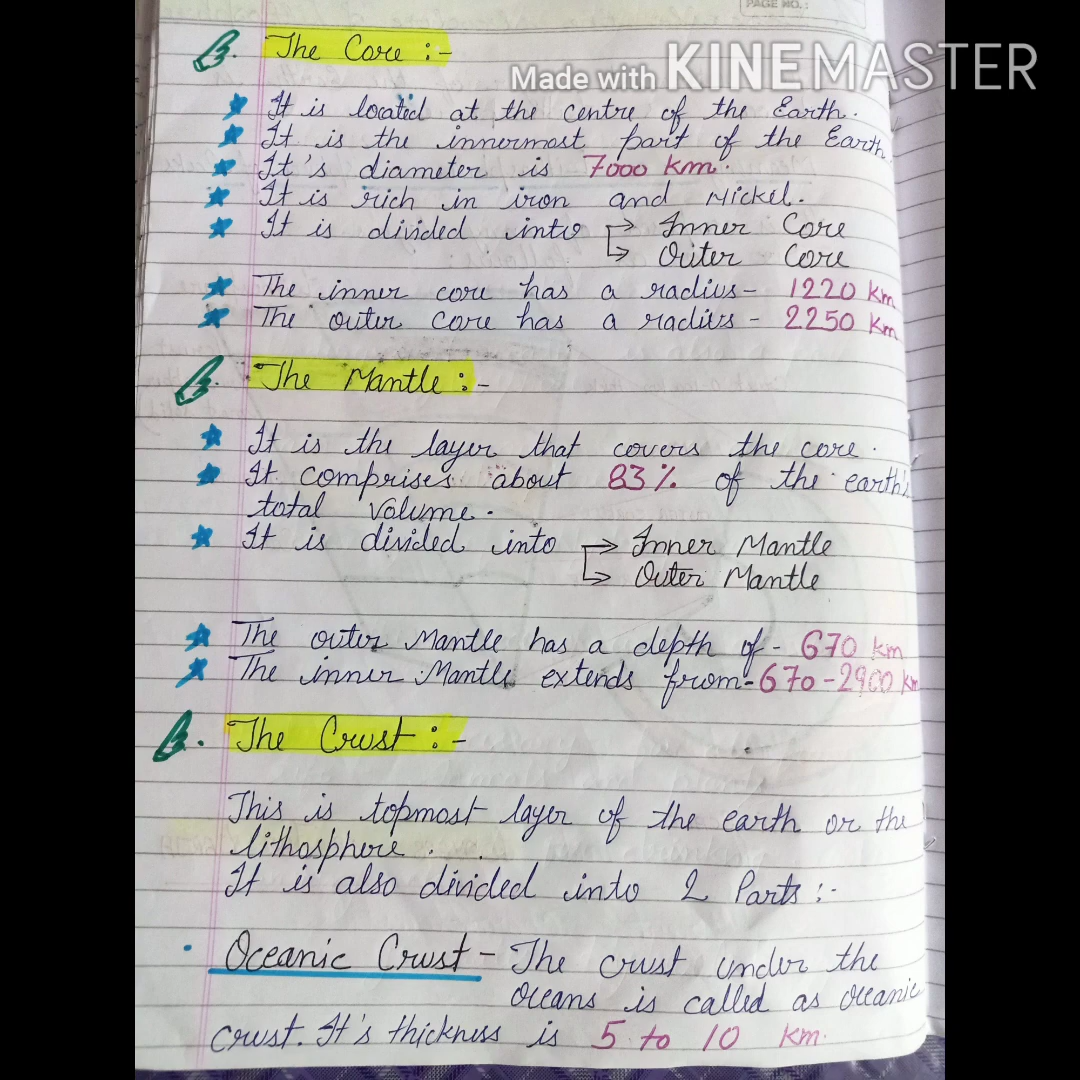 PAGE NO.:
The Core :-
Made with KINEMASTER
It is located at the centre of the Earth.
It is the innermost part of the Earth.
It's diameter is 7000 km.
It is rich in iron and Nickel.
It is divided into → Inner Core
→ Outer Core
The inner core has a radius- 1220 km
The outer core has a radius - 2250 km
The Mantle :-
It is the layer that covers the core.
It comprises about 83% of the earth's
total volume.
It is divided into → Inner Mantle
→ Outer Mantle
The outer Mantle has a depth of - 670 km
The inner Mantle extends from- 670 - 2900 km
The Crust :-
This is topmost layer of the earth or the
lithosphere.
It is also divided into 2 Parts :-
Oceanic Crust - The crust under the
oceans is called as oceanic
crust. It's thickness is 5 to 10 km.